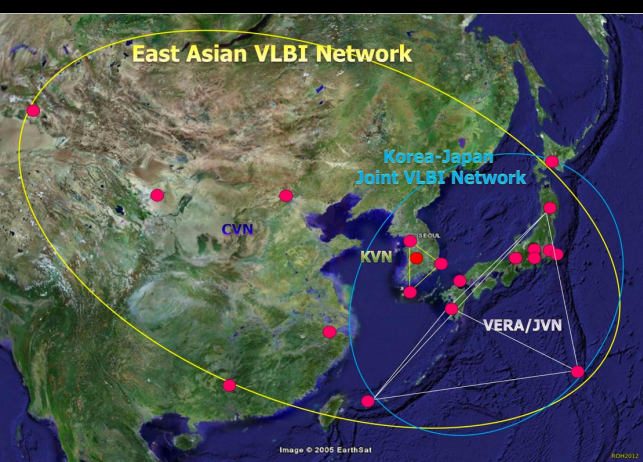 East Asian VLBI Network
Korea-Japan
Joint VLBI Network
CVN
SEOUL
KVN
VERA/JVN
Image © 2005 EarthSat
ROH2012